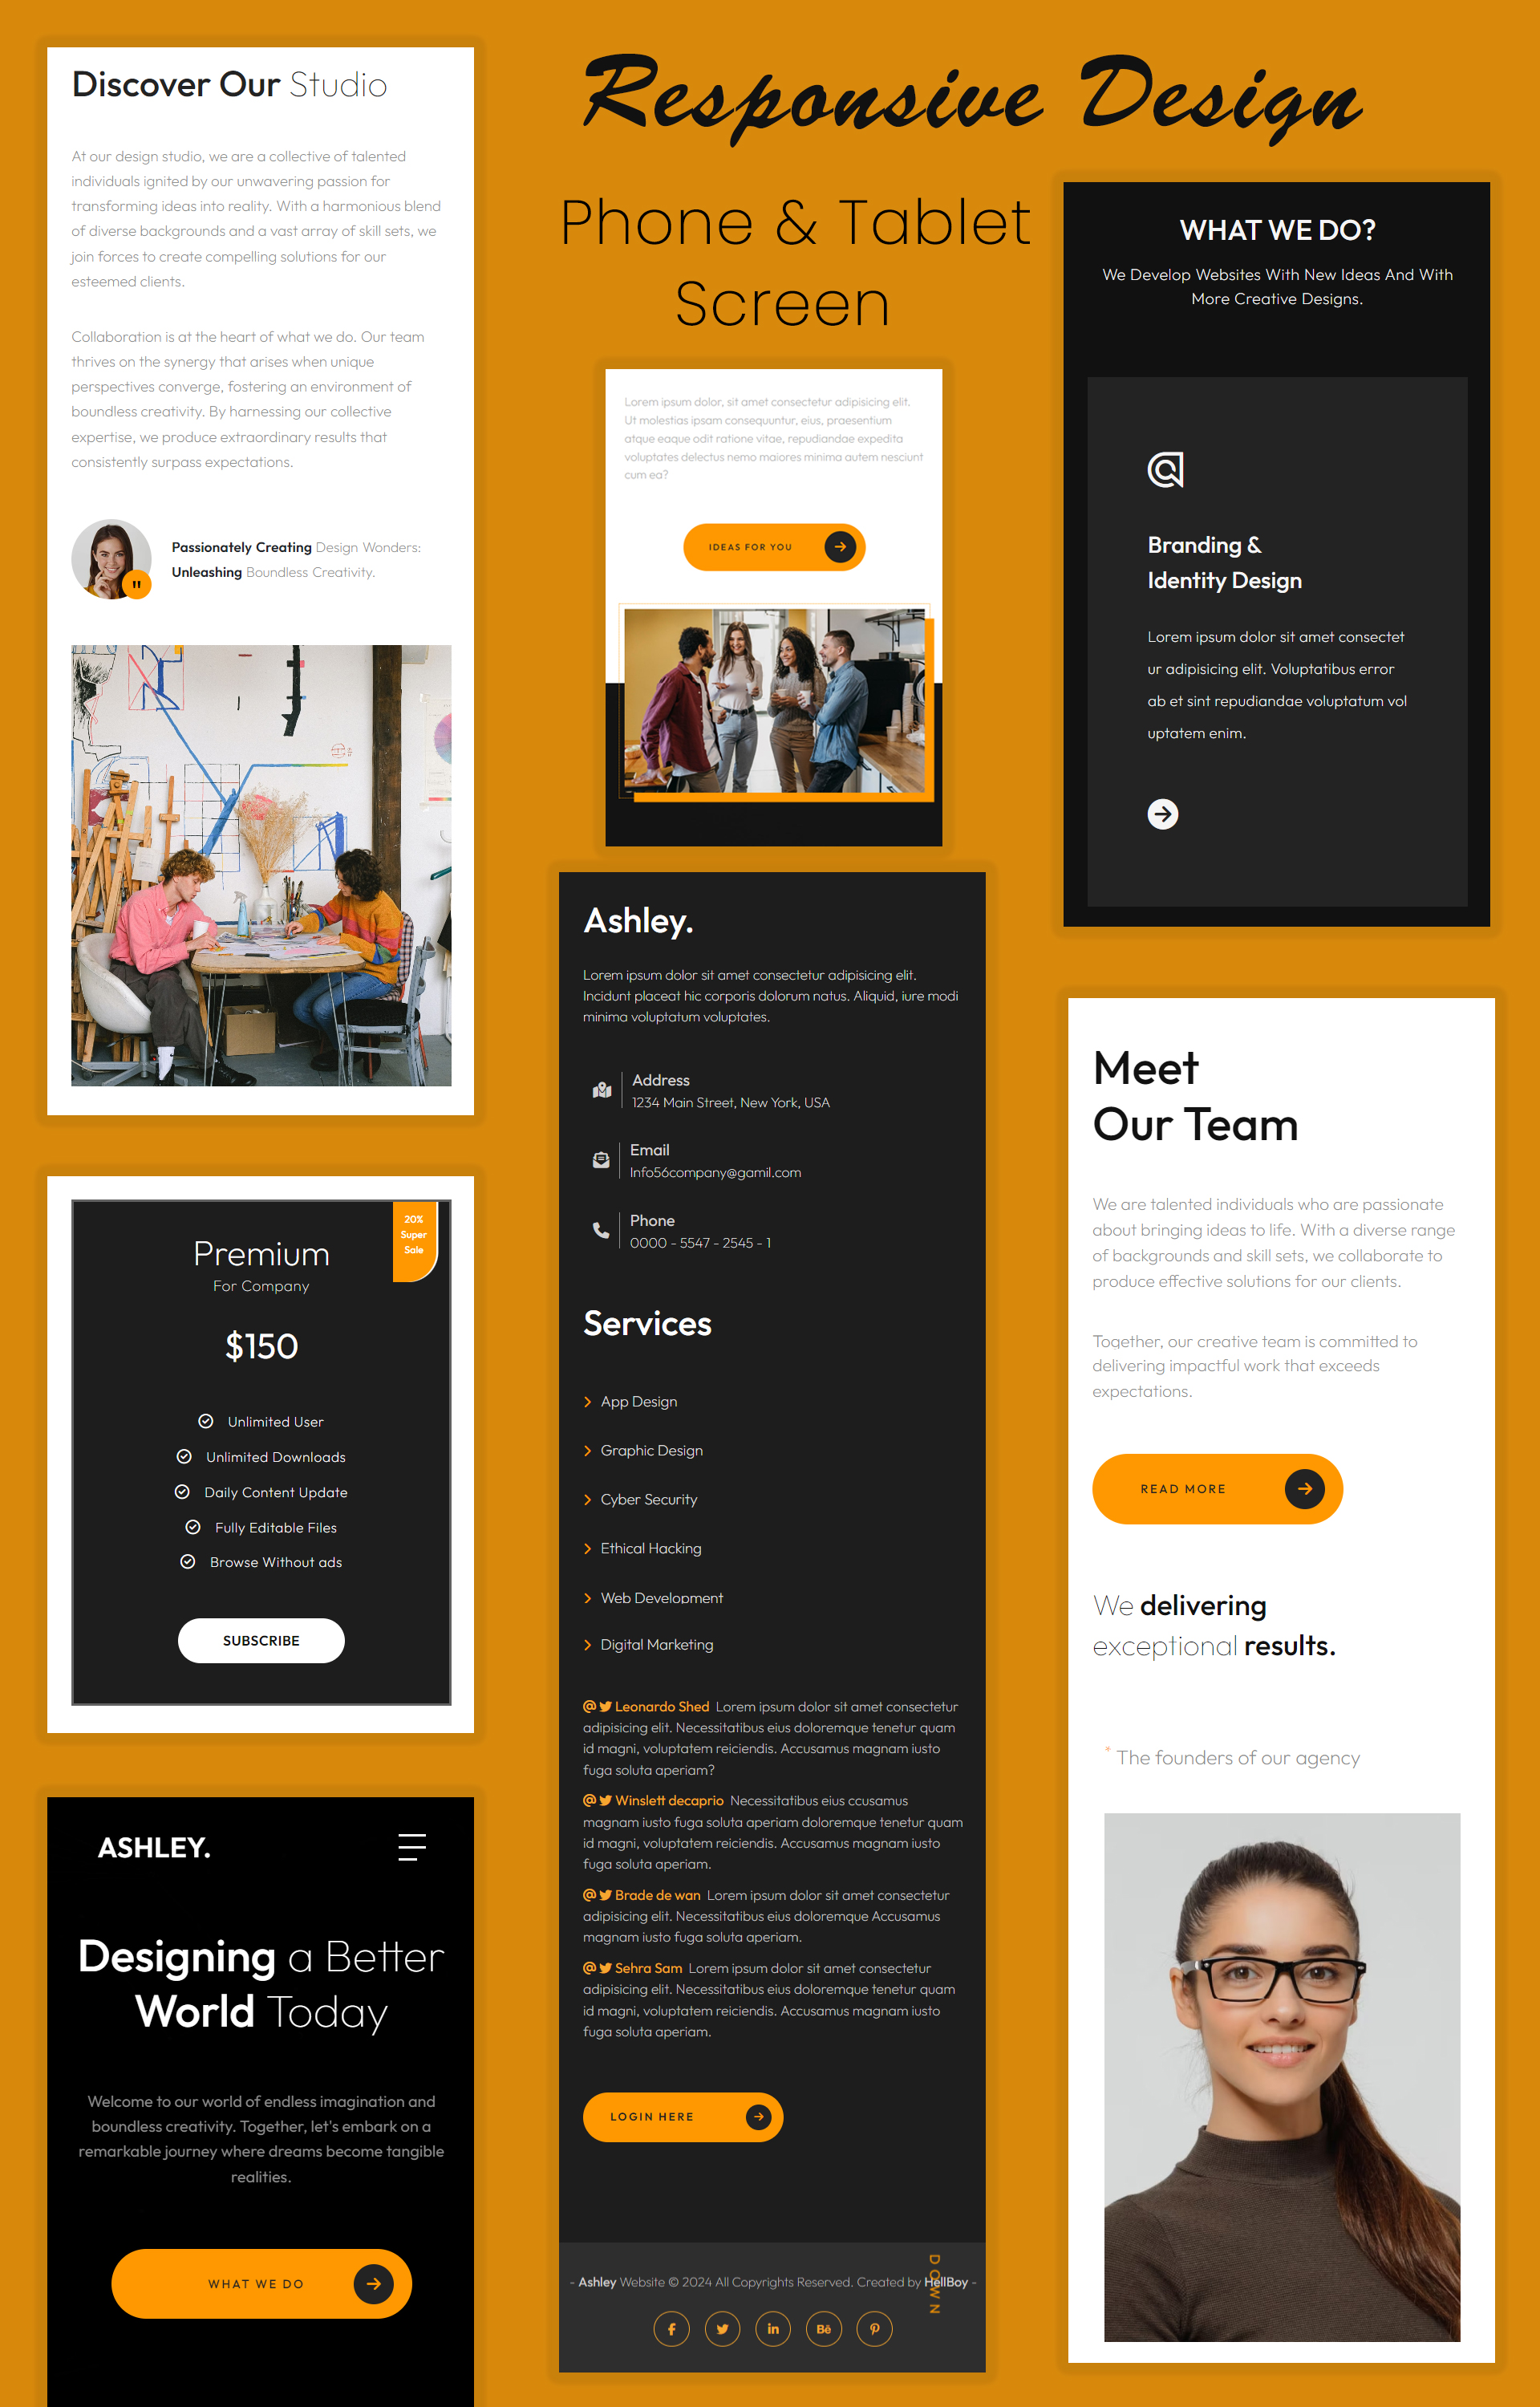 Responsive Design
Phone & Tablet
Screen
Discover Our Studio
At our design studio, we are a collective of talented
individuals ignited by our unwavering passion for
transforming ideas into reality. With a harmonious blend
of diverse backgrounds and a vast array of skill sets, we
join forces to create compelling solutions for our
esteemed clients.
Collaboration is at the heart of what we do. Our team
thrives on the synergy that arises when unique
perspectives converge, fostering an environment of
boundless creativity. By harnessing our collective
expertise, we produce extraordinary results that
consistently surpass expectations.
Passionately Creating Design Wonders:
Unleashing Boundless Creativity.
20%
Super
Sale
Premium
For Company
$150
Unlimited User
Unlimited Downloads
Daily Content Update
Fully Editable Files
Browse Without ads
SUBSCRIBE
ASHLEY.
Designing a Better
World Today
Welcome to our world of endless imagination and
boundless creativity. Together, let's embark on a
remarkable journey where dreams become tangible
realities.
WHAT WE DO
Lorem ipsum dolor, sit amet consectetur adipisicing elit.
Ut molestias ipsam consequuntur, eius, praesentium
atque eaque odit ratione vitae, repudiandae expedita
voluptates delectus nemo maiores minima autem nesciunt
cum ea?
IDEAS FOR YOU
Ashley.
Lorem ipsum dolor sit amet consectetur adipisicing elit.
Incidunt placeat hic corporis dolorum natus. Aliquid, iure modi
minima voluptatum voluptates.
Address
1234 Main Street, New York, USA
Email
Info56company@gamil.com
Phone
0000 - 5547 - 2545 - 1
Services
App Design
Graphic Design
Cyber Security
Ethical Hacking
Web Development
Digital Marketing
@ Leonardo Shed Lorem ipsum dolor sit amet consectetur
adipisicing elit. Necessitatibus eius doloremque tenetur quam
id magni, voluptatem reiciendis. Accusamus magnam iusto
fuga soluta aperiam?
@ Winslett decaprio Necessitatibus eius ccusamus
magnam iusto fuga soluta aperiam doloremque tenetur quam
id magni, voluptatem reiciendis. Accusamus magnam iusto
fuga soluta aperiam.
@ Brade de wan Lorem ipsum dolor sit amet consectetur
adipisicing elit. Necessitatibus eius doloremque Accusamus
magnam iusto fuga soluta aperiam.
@ Sehra Sam Lorem ipsum dolor sit amet consectetur
adipisicing elit. Necessitatibus eius doloremque tenetur quam
id magni, voluptatem reiciendis. Accusamus magnam iusto
fuga soluta aperiam.
LOGIN HERE
DOWN
- Ashley Website © 2024 All Copyrights Reserved. Created by HellBoy -
Bē
WHAT WE DO?
We Develop Websites With New Ideas And With
More Creative Designs.
Branding &
Identity Design
Lorem ipsum dolor sit amet consectet
ur adipisicing elit. Voluptatibus error
ab et sint repudiandae voluptatum vol
uptatem enim.
Meet
Our Team
We are talented individuals who are passionate
about bringing ideas to life. With a diverse range
of backgrounds and skill sets, we collaborate to
produce effective solutions for our clients.
Together, our creative team is committed to
delivering impactful work that exceeds
expectations.
READ MORE
We delivering
exceptional results.
* The founders of our agency